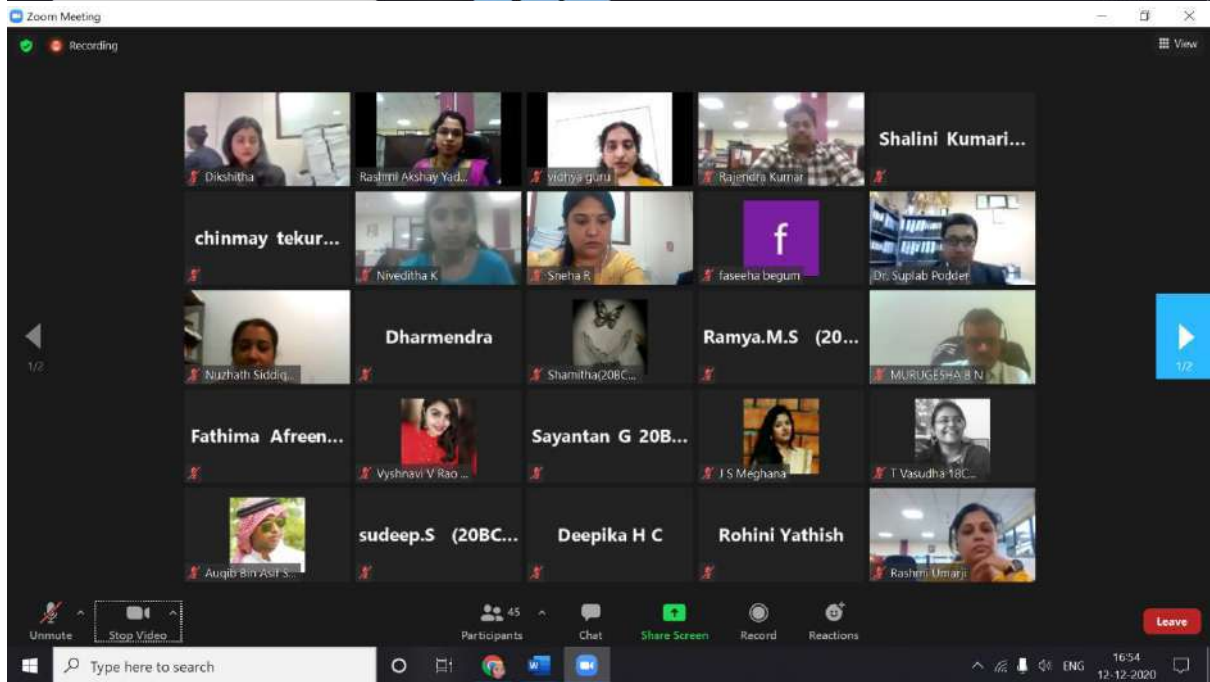 Zoom Meeting
Recording
View
Dikshitha
Rashmi Akshay Yad...
vidhya guru
Rajendra Kumar
Shalini Kumari...
chinmay tekur...
Niveditha K
Sneha R
f
faseeha begum
Dr. Suplab Podder
Nuzhath Siddiq...
Dharmendra
Shamitha(20BC...
Ramya.M.S (20...
MURUGESHA B N
1/2
1/2
Fathima Afreen...
Vyshnavi V Rao ...
Sayantan G 20B...
J S Meghana
T Vasudha 18C...
Auqib Bin Asif S...
sudeep.S (20BC...
Deepika H C
Rohini Yathish
Rashmi Umarji
Unmute
Stop Video
45
Participants
Chat
Share Screen
Record
Reactions
Leave
Type here to search
W
ENG
16:54
12-12-2020